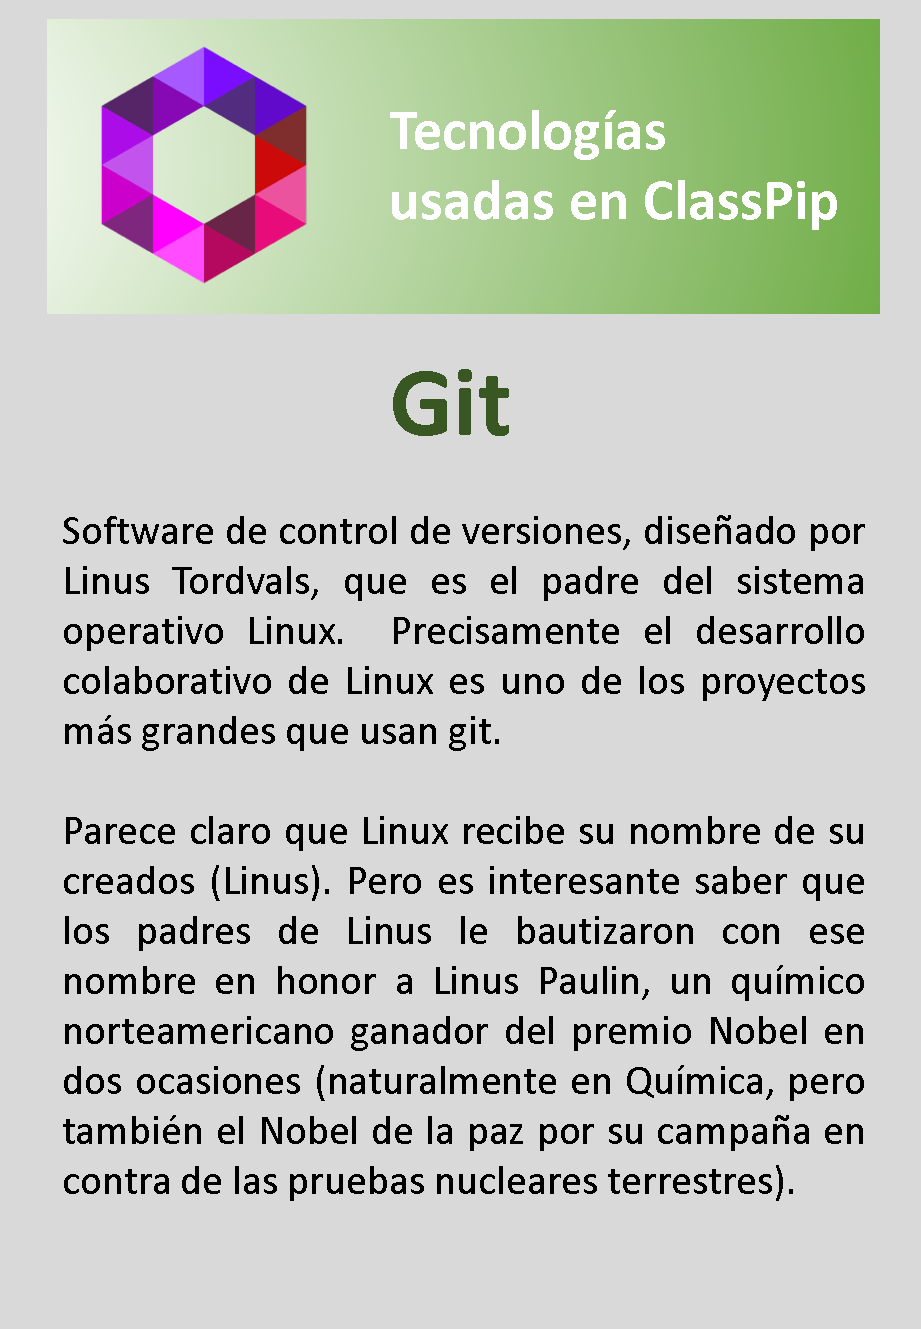 Tecnologías
usadas en ClassPip
Git
Software de control de versiones, diseñado por
Linus Tordvals, que es el padre del sistema
operativo Linux. Precisamente el desarrollo
colaborativo de Linux es uno de los proyectos
más grandes que usan git.
Parece claro que Linux recibe su nombre de su
creados (Linus). Pero es interesante saber que
los padres de Linus le bautizaron con ese
nombre en honor a Linus Paulin, un químico
norteamericano ganador del premio Nobel en
dos ocasiones (naturalmente en Química, pero
también el Nobel de la paz por su campaña en
contra de las pruebas nucleares terrestres).